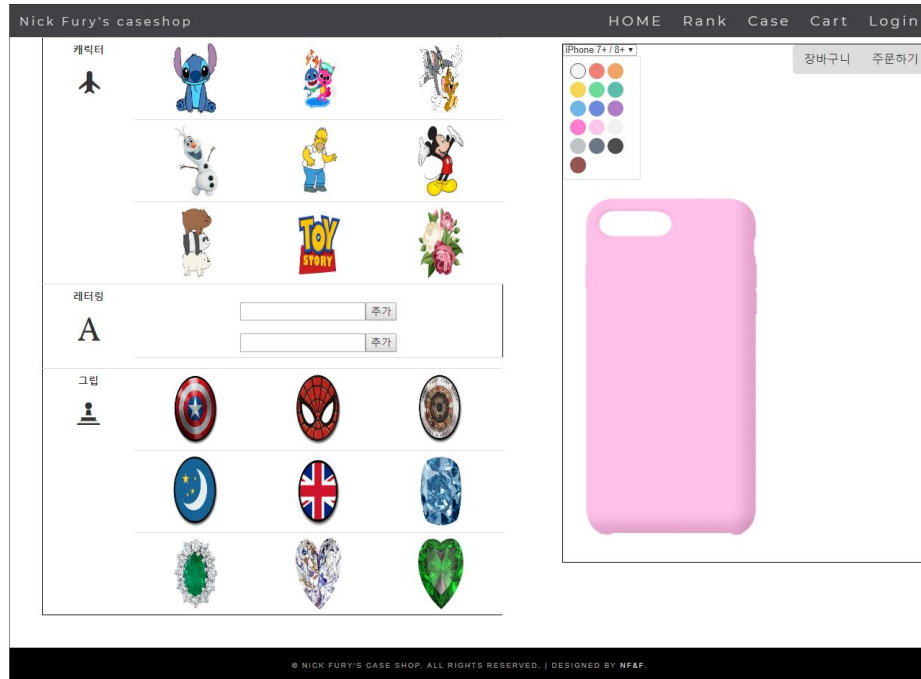 Nick Fury's caseshop
HOME Rank Case Cart Login
캐릭터
TOY
STORY
레터링
A
추가
추가
그립
iPhone 7+ / 8+
장바구니 주문하기
© NICK FURY'S CASE SHOP. ALL RIGHTS RESERVED. | DESIGNED BY NF&F.